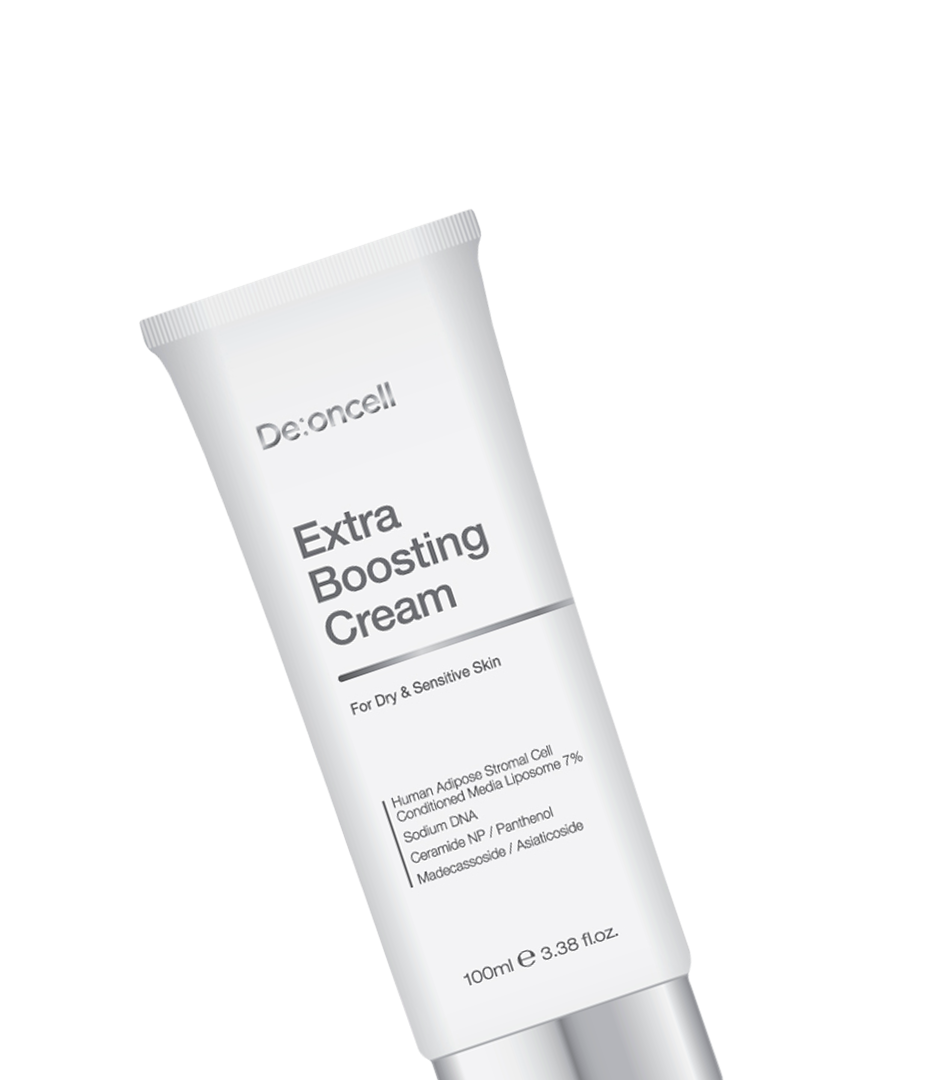 De:oncell
Extra
Boosting
Cream
For Dry & Sensitive Skin
Human Adipose Stromal Cell
Conditioned Media Liposome 7%
Sodium DNA
Ceramide NP / Panthenol
Madecassoside / Asiaticoside
100ml ℮ 3.38 fl.oz.